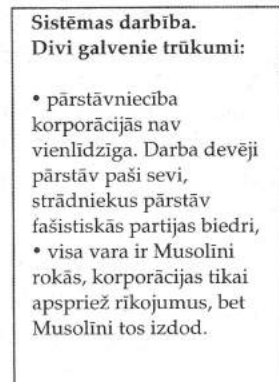 Sistēmas darbība.
Divi galvenie trūkumi:
• pārstāvniecība
korporācijās nav
vienlīdzīga. Darba devēji
pārstāv paši sevi,
strādniekus pārstāv
fašistiskās partijas biedri,
• visa vara ir Musolīni
rokās, korporācijas tikai
apspriež rīkojumus, bet
Musolīni tos izdod.